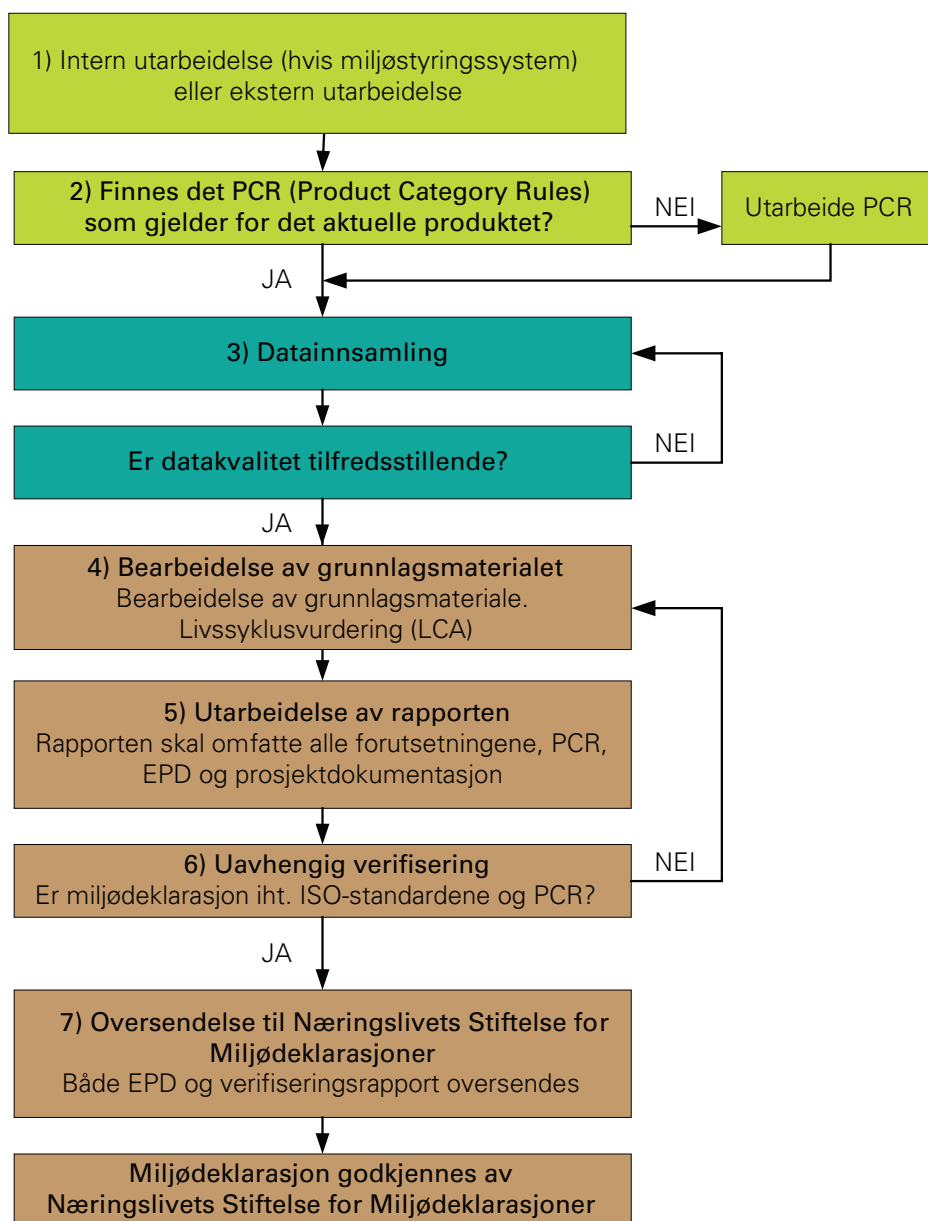 1) Intern utarbeidelse (hvis miljøstyringssystem)
eller ekstern utarbeidelse
2) Finnes det PCR (Product Category Rules)
som gjelder for det aktuelle produktet?
NEI
Utarbeide PCR
JA
3) Datainnsamling
Er datakvalitet tilfredsstillende?
NEI
JA
4) Bearbeidelse av grunnlagsmaterialet
Bearbeidelse av grunnlagsmateriale.
Livssyklusvurdering (LCA)
5) Utarbeidelse av rapporten
Rapporten skal omfatte alle forutsetningene, PCR,
EPD og prosjektdokumentasjon
6) Uavhengig verifisering
Er miljødeklarasjon iht. ISO-standardene og PCR?
NEI
JA
7) Oversendelse til Næringslivets Stiftelse for
Miljødeklarasjoner
Både EPD og verifiseringsrapport oversendes
Miljødeklarasjon godkjennes av
Næringslivets Stiftelse for Miljødeklarasjoner